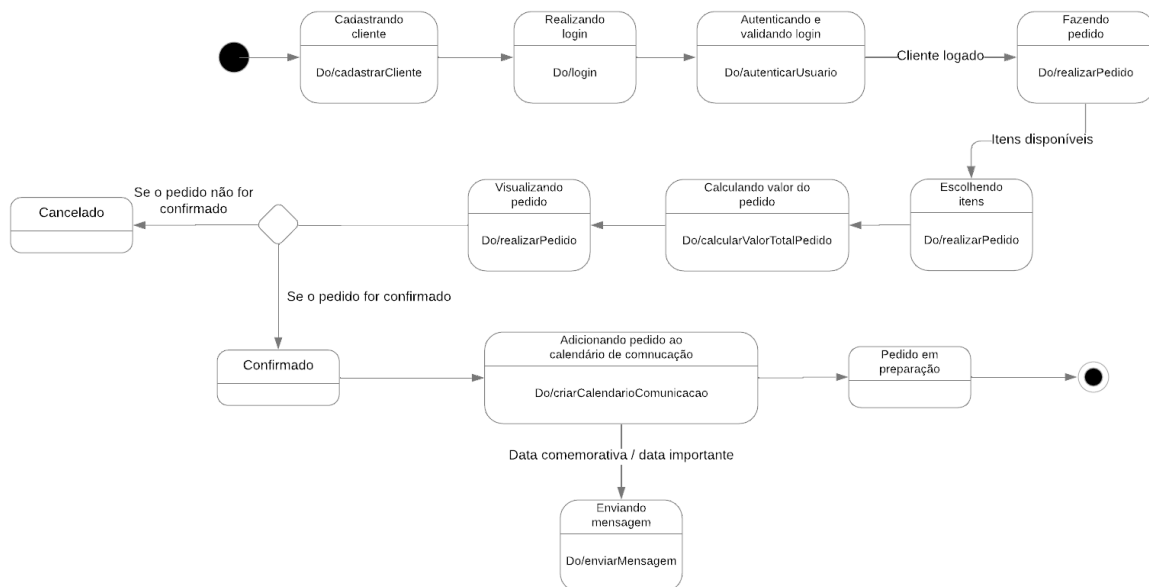 Cadastrando
cliente
Do/cadastrarCliente
Realizando
login
Do/login
Autenticando e
validando login
Do/autenticarUsuario
Cliente logado
Fazendo
pedido
Do/realizarPedido
Itens disponíveis
Escolhendo
itens
Do/realizarPedido
Calculando valor do
pedido
Do/calcularValorTotalPedido
Visualizando
pedido
Do/realizarPedido
Se o pedido não for
confirmado
Cancelado
Se o pedido for confirmado
Confirmado
Adicionando pedido ao
calendário de comnucação
Do/criarCalendarioComunicacao
Pedido em
preparação
Data comemorativa / data importante
Enviando
mensagem
Do/enviarMensagem